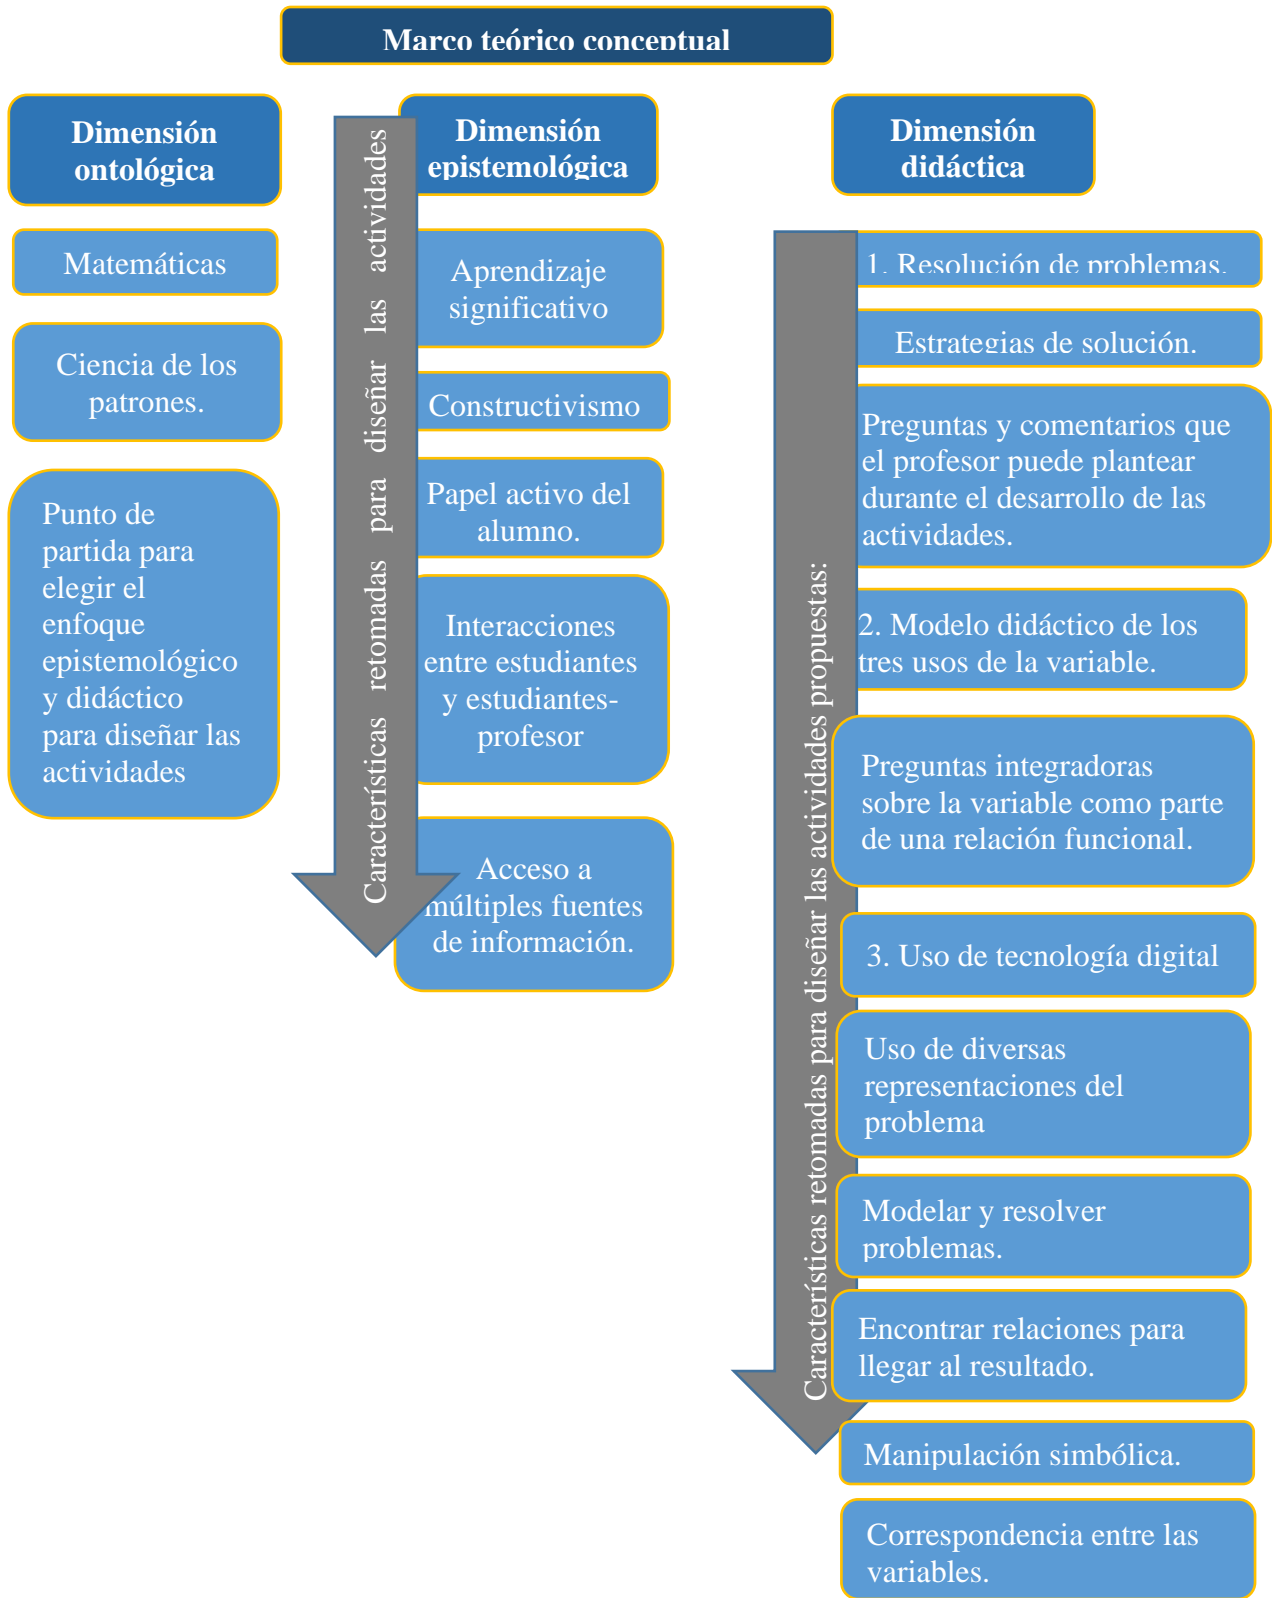 Marco teórico conceptual
Dimensión
ontológica
Matemáticas
Ciencia de los
patrones.
Punto de
partida para
elegir el
enfoque
epistemológico
y didáctico
para diseñar las
actividades
Características retomadas para diseñar las actividades
Dimensión
epistemológica
Aprendizaje
significativo
Constructivismo
Papel activo del
alumno.
Interacciones
entre estudiantes
y estudiantes-
profesor
Acceso a
múltiples fuentes
de información.
Dimensión
didáctica
Características retomadas para diseñar las actividades propuestas:
1. Resolución de problemas.
Estrategias de solución.
Preguntas y comentarios que
el profesor puede plantear
durante el desarrollo de las
actividades.
2. Modelo didáctico de los
tres usos de la variable.
Preguntas integradoras
sobre la variable como parte
de una relación funcional.
3. Uso de tecnología digital
Uso de diversas
representaciones del
problema
Modelar y resolver
problemas.
Encontrar relaciones para
llegar al resultado.
Manipulación simbólica.
Correspondencia entre las
variables.